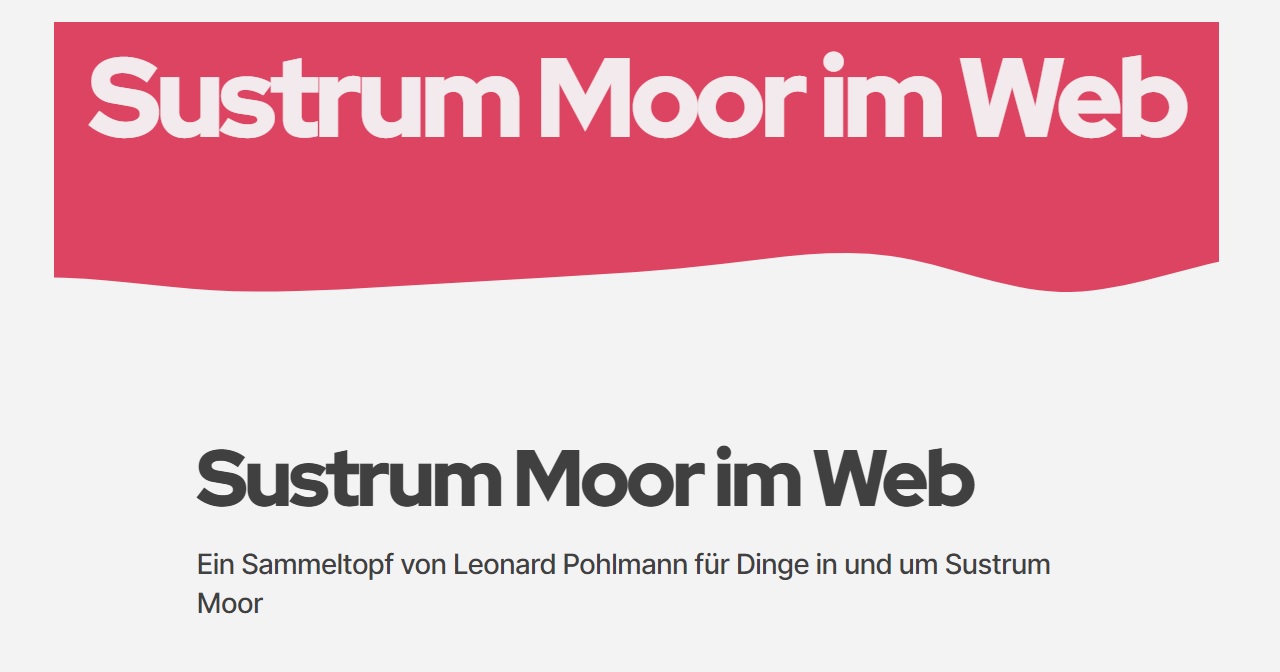 Sustrum Moor im Web
Sustrum Moor im Web
Ein Sammeltopf von Leonard Pohlmann für Dinge in und um Sustrum
Moor